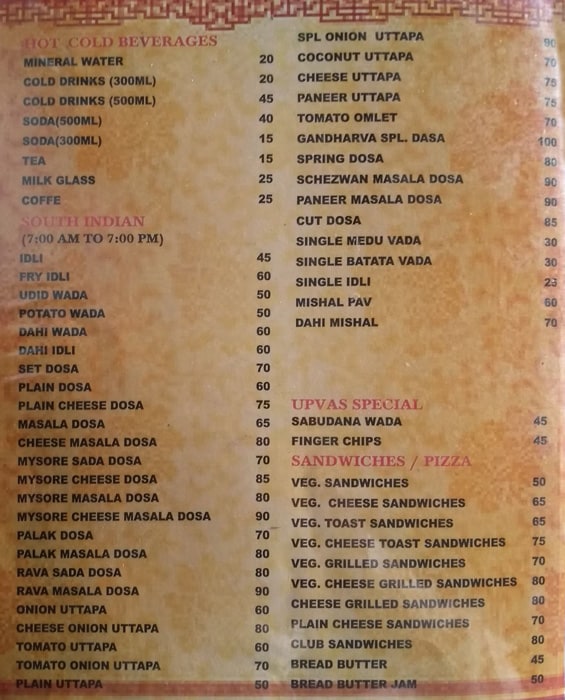 HOT COLD BEVERAGES
MINERAL WATER 20
COLD DRINKS (300ML) 20
COLD DRINKS (500ML) 45
SODA(500ML) 40
SODA(300ML) 15
TEA 15
MILK GLASS 25
COFFE 25
SOUTH INDIAN
(7:00 AM TO 7:00 PM)
IDLI 45
FRY IDLI 60
UDID WADA 50
POTATO WADA 50
DAHI WADA 60
DAHI IDLI 60
SET DOSA 70
PLAIN DOSA 60
PLAIN CHEESE DOSA 75
MASALA DOSA 65
CHEESE MASALA DOSA 80
MYSORE SADA DOSA 70
MYSORE CHEESE DOSA 85
MYSORE MASALA DOSA 80
MYSORE CHEESE MASALA DOSA 90
PALAK DOSA 70
PALAK MASALA DOSA 80
RAVA SADA DOSA 80
RAVA MASALA DOSA 90
ONION UTTAPA 60
CHEESE ONION UTTAPA 80
TOMATO UTTAPA 60
TOMATO ONION UTTAPA 70
PLAIN UTTAPA 50
SPL ONION UTTAPA 90
COCONUT UTTAPA 70
CHEESE UTTAPA 75
PANEER UTTAPA 75
TOMATO OMLET 70
GANDHARVA SPL. DASA 100
SPRING DOSA 80
SCHEZWAN MASALA DOSA 90
PANEER MASALA DOSA 90
CUT DOSA 85
SINGLE MEDU VADA 30
SINGLE BATATA VADA 30
SINGLE IDLI 23
MISHAL PAV 60
DAHI MISHAL 70
UPVAS SPECIAL
SABUDANA WADA 45
FINGER CHIPS 45
SANDWICHES / PIZZA
VEG. SANDWICHES 50
VEG. CHEESE SANDWICHES 65
VEG. TOAST SANDWICHES 65
VEG. CHEESE TOAST SANDWICHES 75
VEG. GRILLED SANDWICHES 70
VEG. CHEESE GRILLED SANDWICHES 80
CHEESE GRILLED SANDWICHES 80
PLAIN CHEESE SANDWICHES 70
CLUB SANDWICHES 80
BREAD BUTTER 45
BREAD BUTTER JAM 50